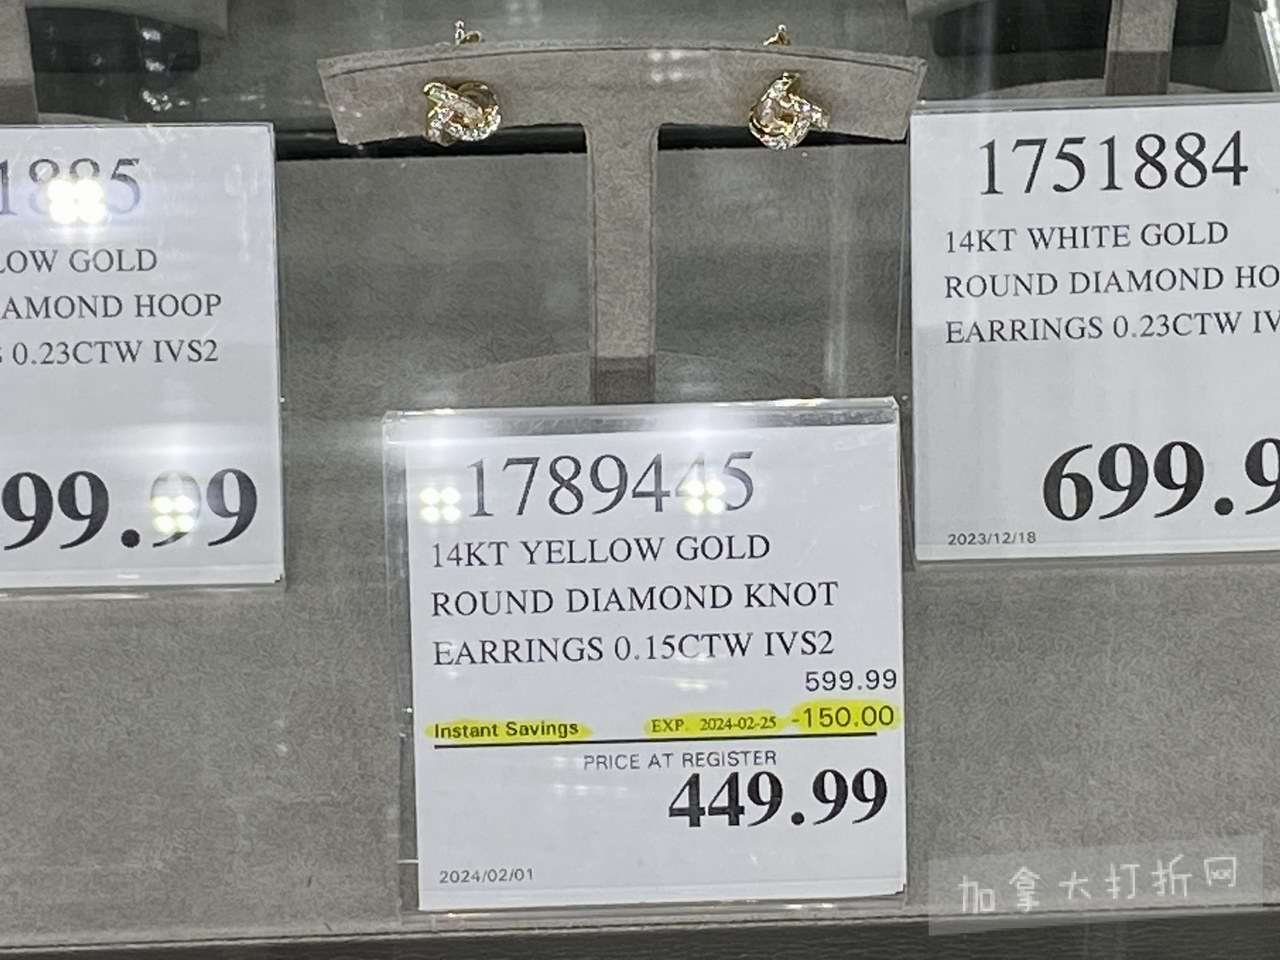 1885
LOW GOLD
AMOND HOOP
0.23CTW IVS2
99.99
1789445
14KT YELLOW GOLD
ROUND DIAMOND KNOT
EARRINGS 0.15CTW IVS2
599.99
Instant Savings EXP. 2024-02-25 -150.00
PRICE AT REGISTER
449.99
2024/02/01
1751884
14KT WHITE GOLD
ROUND DIAMOND HO
EARRINGS 0.23CTW IV
699.9
2023/12/18
加拿大打折网